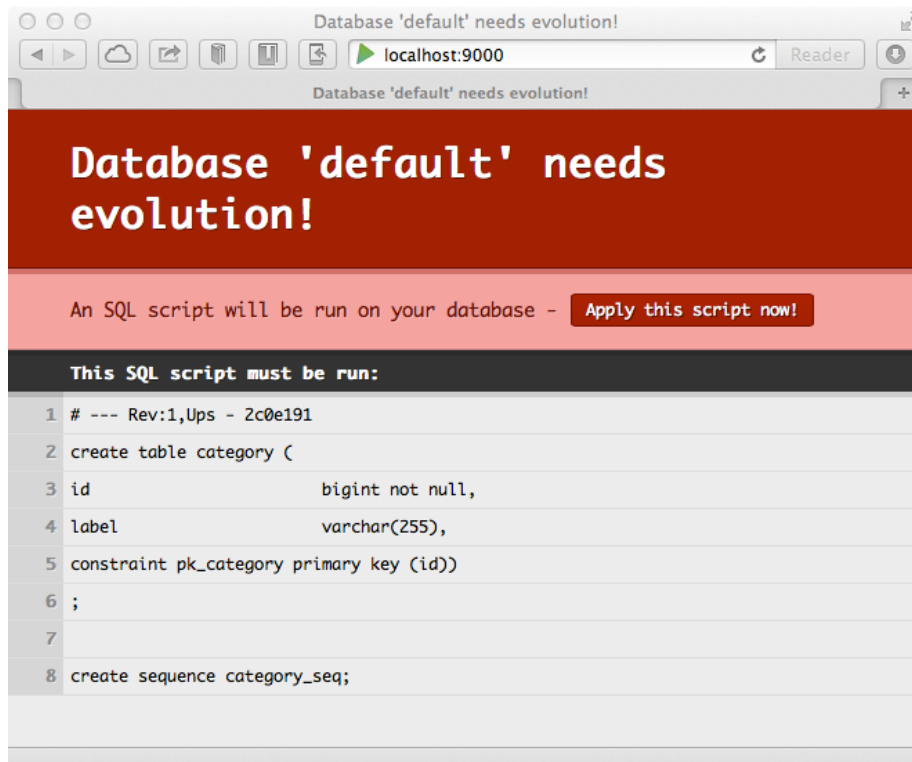 Database 'default' needs evolution!
localhost:9000
Reader
Database 'default' needs evolution!
Database 'default' needs
evolution!
An SQL script will be run on your database - Apply this script now!
This SQL script must be run:
1 # --- Rev:1,Ups - 2c0e191
2 create table category (
3 id bigint not null,
4 label varchar(255),
5 constraint pk_category primary key (id))
6 ;
7
8 create sequence category_seq;